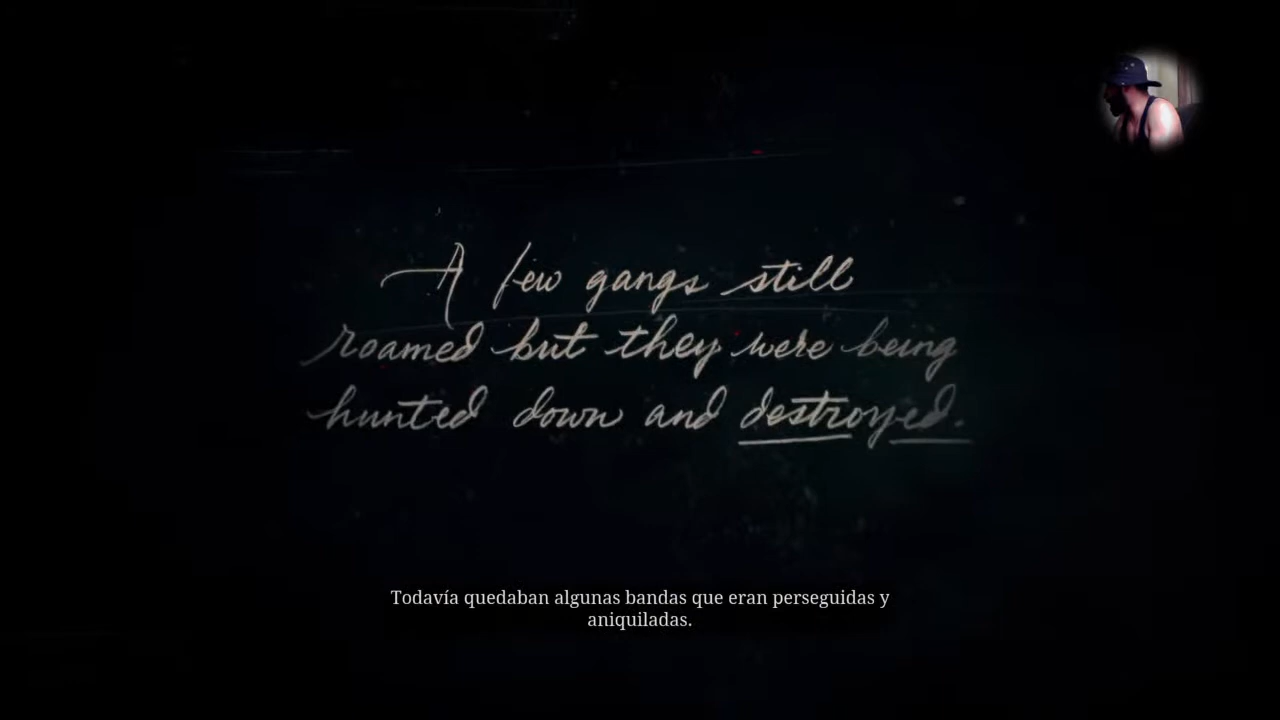 A few gangs still
roamed but they were being
hunted down and destroyed.
Todavía quedaban algunas bandas que eran perseguidas y
aniquiladas.